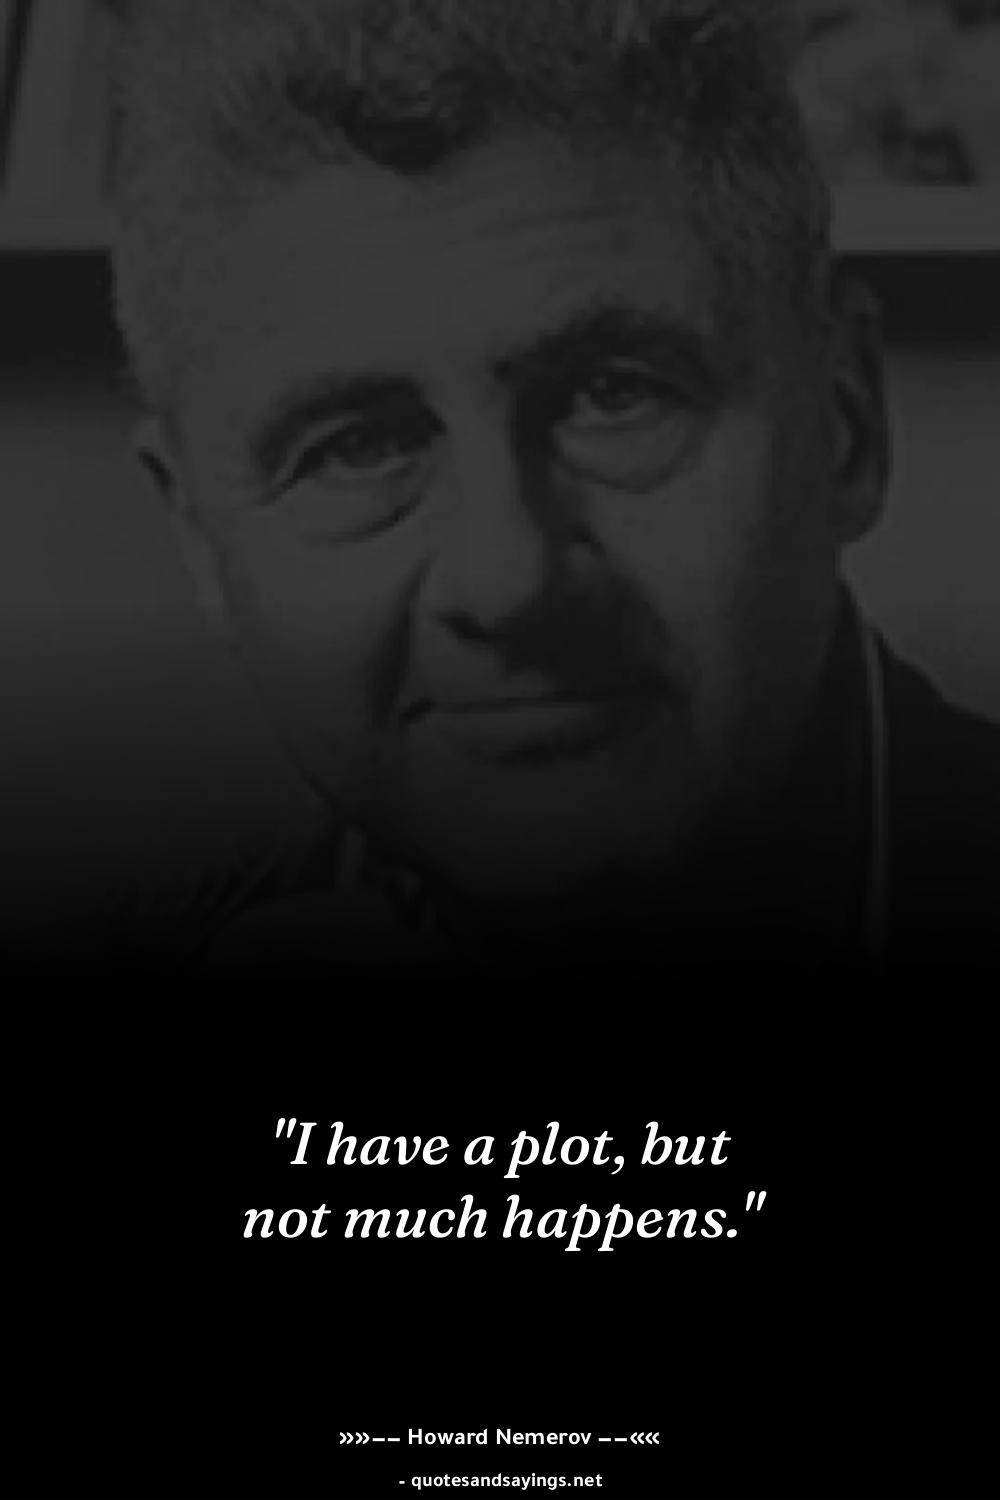 "I have a plot, but
not much happens."
»»–– Howard Nemerov ––««
- quotesandsayings.net